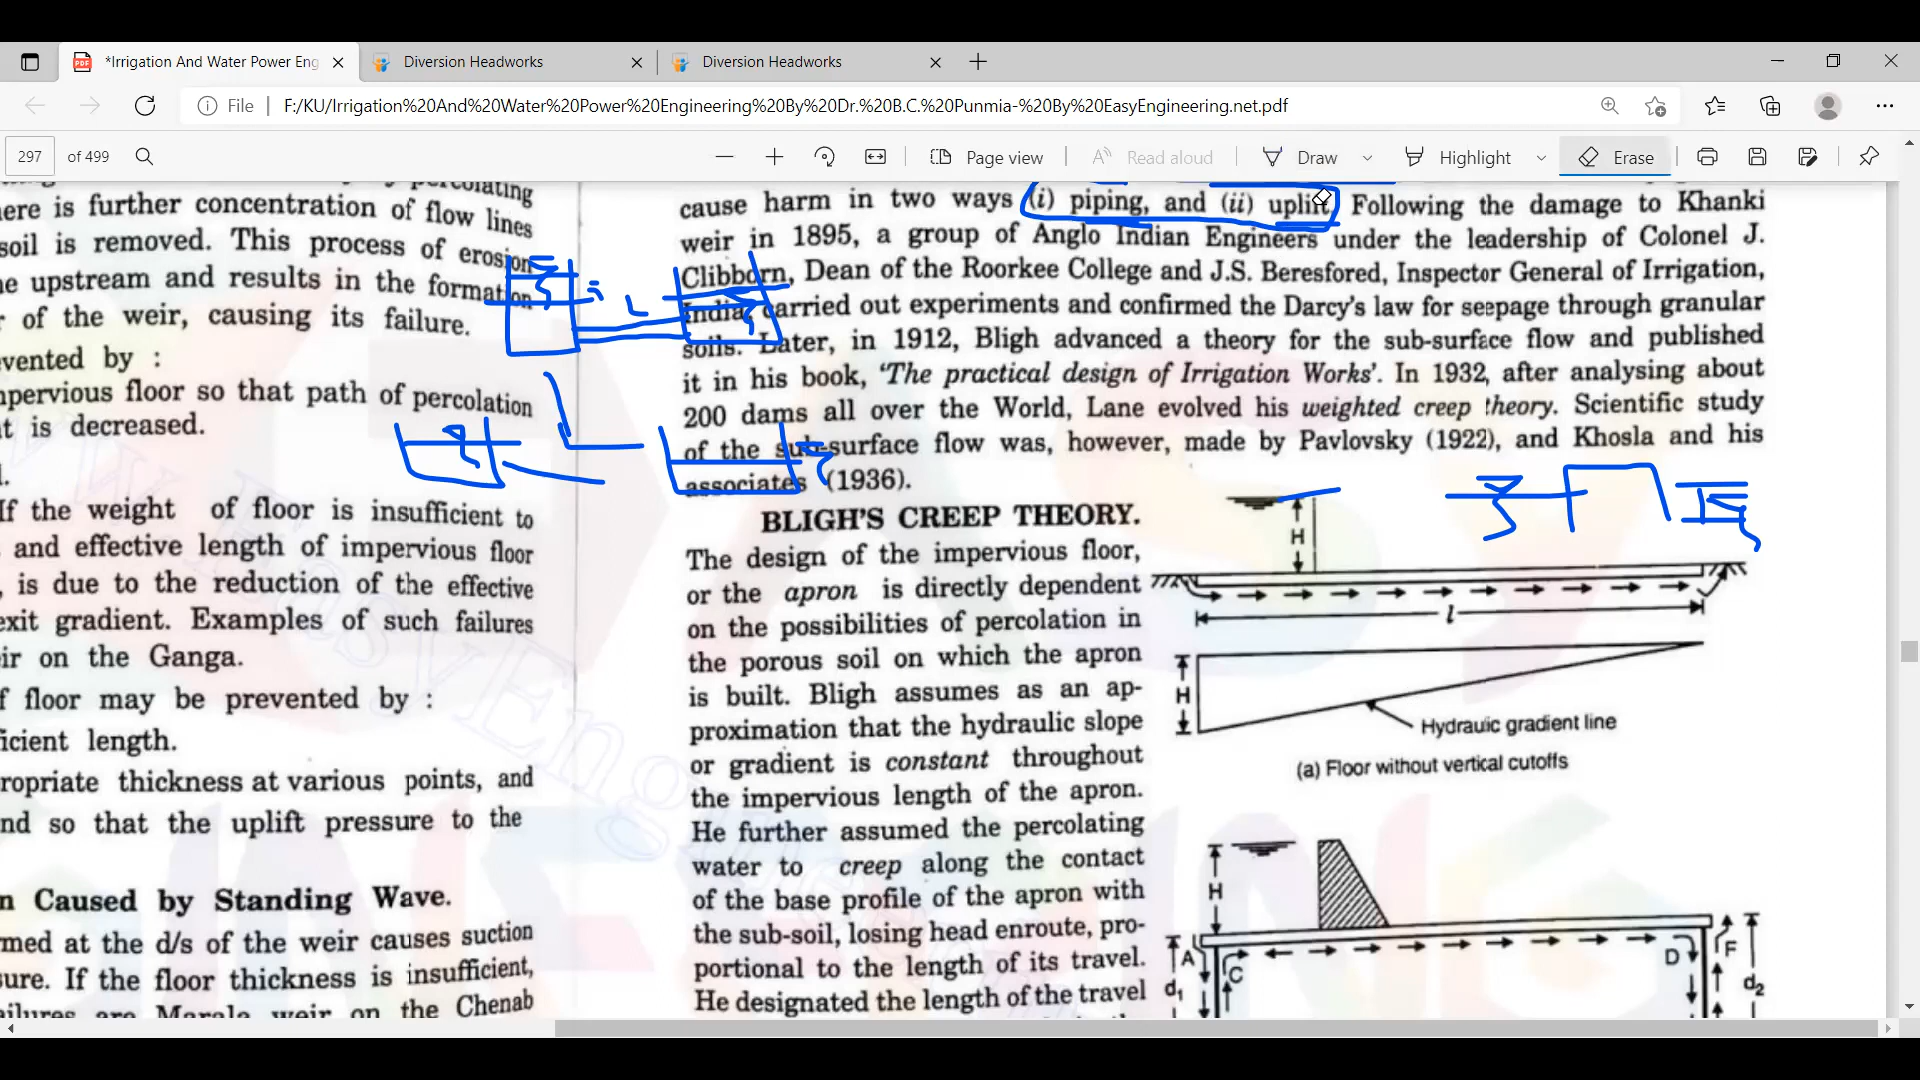 *Irrigation And Water Power Eng
Diversion Headworks
Diversion Headworks
File
F:/KU/Irrigation%20And%20Water%20Power%20Engineering%20By%20Dr.%20B.C.%20Punmia-%20By%20EasyEngineering.net.pdf
297 of 499
Page view
Read aloud
Draw
Highlight
Erase
percolating
ere is further concentration of flow lines
soil is removed. This process of erosion
e upstream and results in the formation
r of the weir, causing its failure.
evented by :
npervious floor so that path of percolation
t is decreased.
l.
If the weight of floor is insufficient to
and effective length of impervious floor
, is due to the reduction of the effective
exit gradient. Examples of such failures
ir on the Ganga.
f floor may be prevented by :
icient length.
ropriate thickness at various points, and
nd so that the uplift pressure to the
n Caused by Standing Wave.
med at the d/s of the weir causes suction
sure. If the floor thickness is insufficient,
ailures are Marala weir on the Chenab
cause harm in two ways (i) piping, and (ii) uplift. Following the damage to Khanki
weir in 1895, a group of Anglo Indian Engineers under the leadership of Colonel J.
Clibborn, Dean of the Roorkee College and J.S. Beresfored, Inspector General of Irrigation,
India, carried out experiments and confirmed the Darcy's law for seepage through granular
soils. Later, in 1912, Bligh advanced a theory for the sub-surface flow and published
it in his book, 'The practical design of Irrigation Works'. In 1932, after analysing about
200 dams all over the World, Lane evolved his weighted creep theory. Scientific study
of the sub-surface flow was, however, made by Pavlovsky (1922), and Khosla and his
associates (1936).
BLIGH'S CREEP THEORY.
The design of the impervious floor,
or the apron is directly dependent
on the possibilities of percolation in
the porous soil on which the apron
is built. Bligh assumes as an ap-
proximation that the hydraulic slope
or gradient is constant throughout
the impervious length of the apron.
He further assumed the percolating
water to creep along the contact
of the base profile of the apron with
the sub-soil, losing head enroute, pro-
portional to the length of its travel.
He designated the length of the travel
H
l
H
Hydrauic gradient line
(a) Floor without vertical cutoffs
H
A
C
D
F
d1
d2